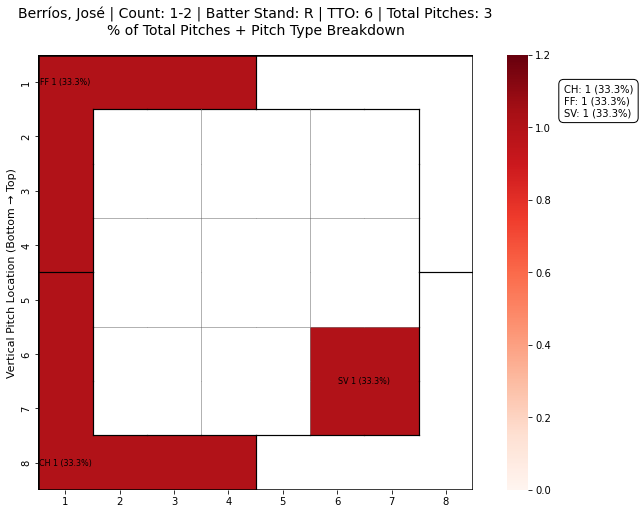 Berríos, José | Count: 1-2 | Batter Stand: R | TTO: 6 | Total Pitches: 3
% of Total Pitches + Pitch Type Breakdown
FF 1 (33.3%)
SV 1 (33.3%)
CH 1 (33.3%)
Vertical Pitch Location (Bottom → Top)
1
2
3
4
5
6
7
8
1 2 3 4 5 6 7 8
1.2
1.0
0.8
0.6
0.4
0.2
0.0
CH: 1 (33.3%)
FF: 1 (33.3%)
SV: 1 (33.3%)